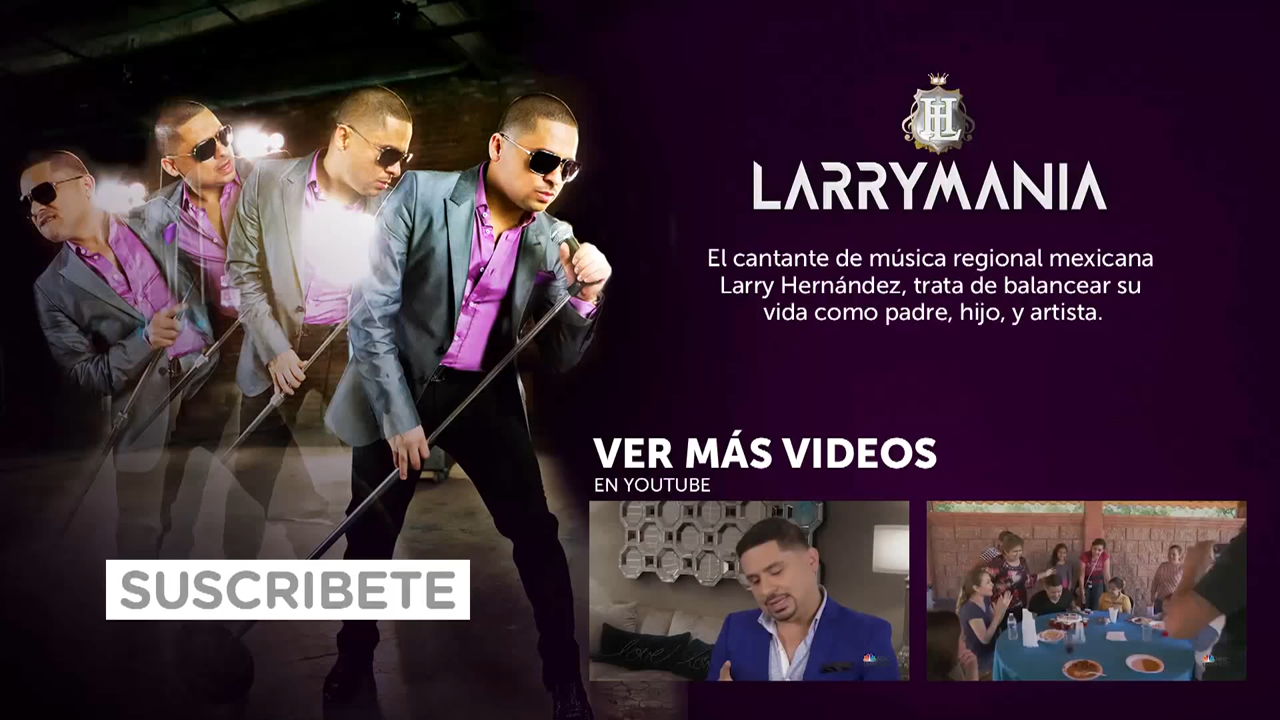 LH
LARRYMANIA
El cantante de música regional mexicana
Larry Hernández, trata de balancear su
vida como padre, hijo, y artista.
VER MÁS VIDEOS
EN YOUTUBE
SUSCRIBETE